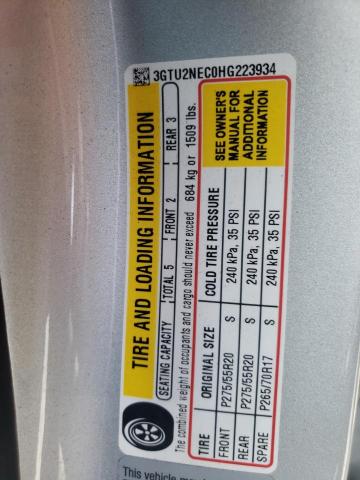 3GTU2NEC0HG223934
TIRE AND LOADING INFORMATION
SEATING CAPACITY TOTAL 5 FRONT 2 REAR 3
The combined weight of occupants and cargo should never exceed 684 kg or 1509 lbs.
TIRE ORIGINAL SIZE COLD TIRE PRESSURE
FRONT P275/55R20 S 240 kPa, 35 PSI
REAR P275/55R20 S 240 kPa, 35 PSI
SPARE P265/70R17 S 240 kPa, 35 PSI
SEE OWNER'S
MANUAL FOR
ADDITIONAL
INFORMATION
This vehicle